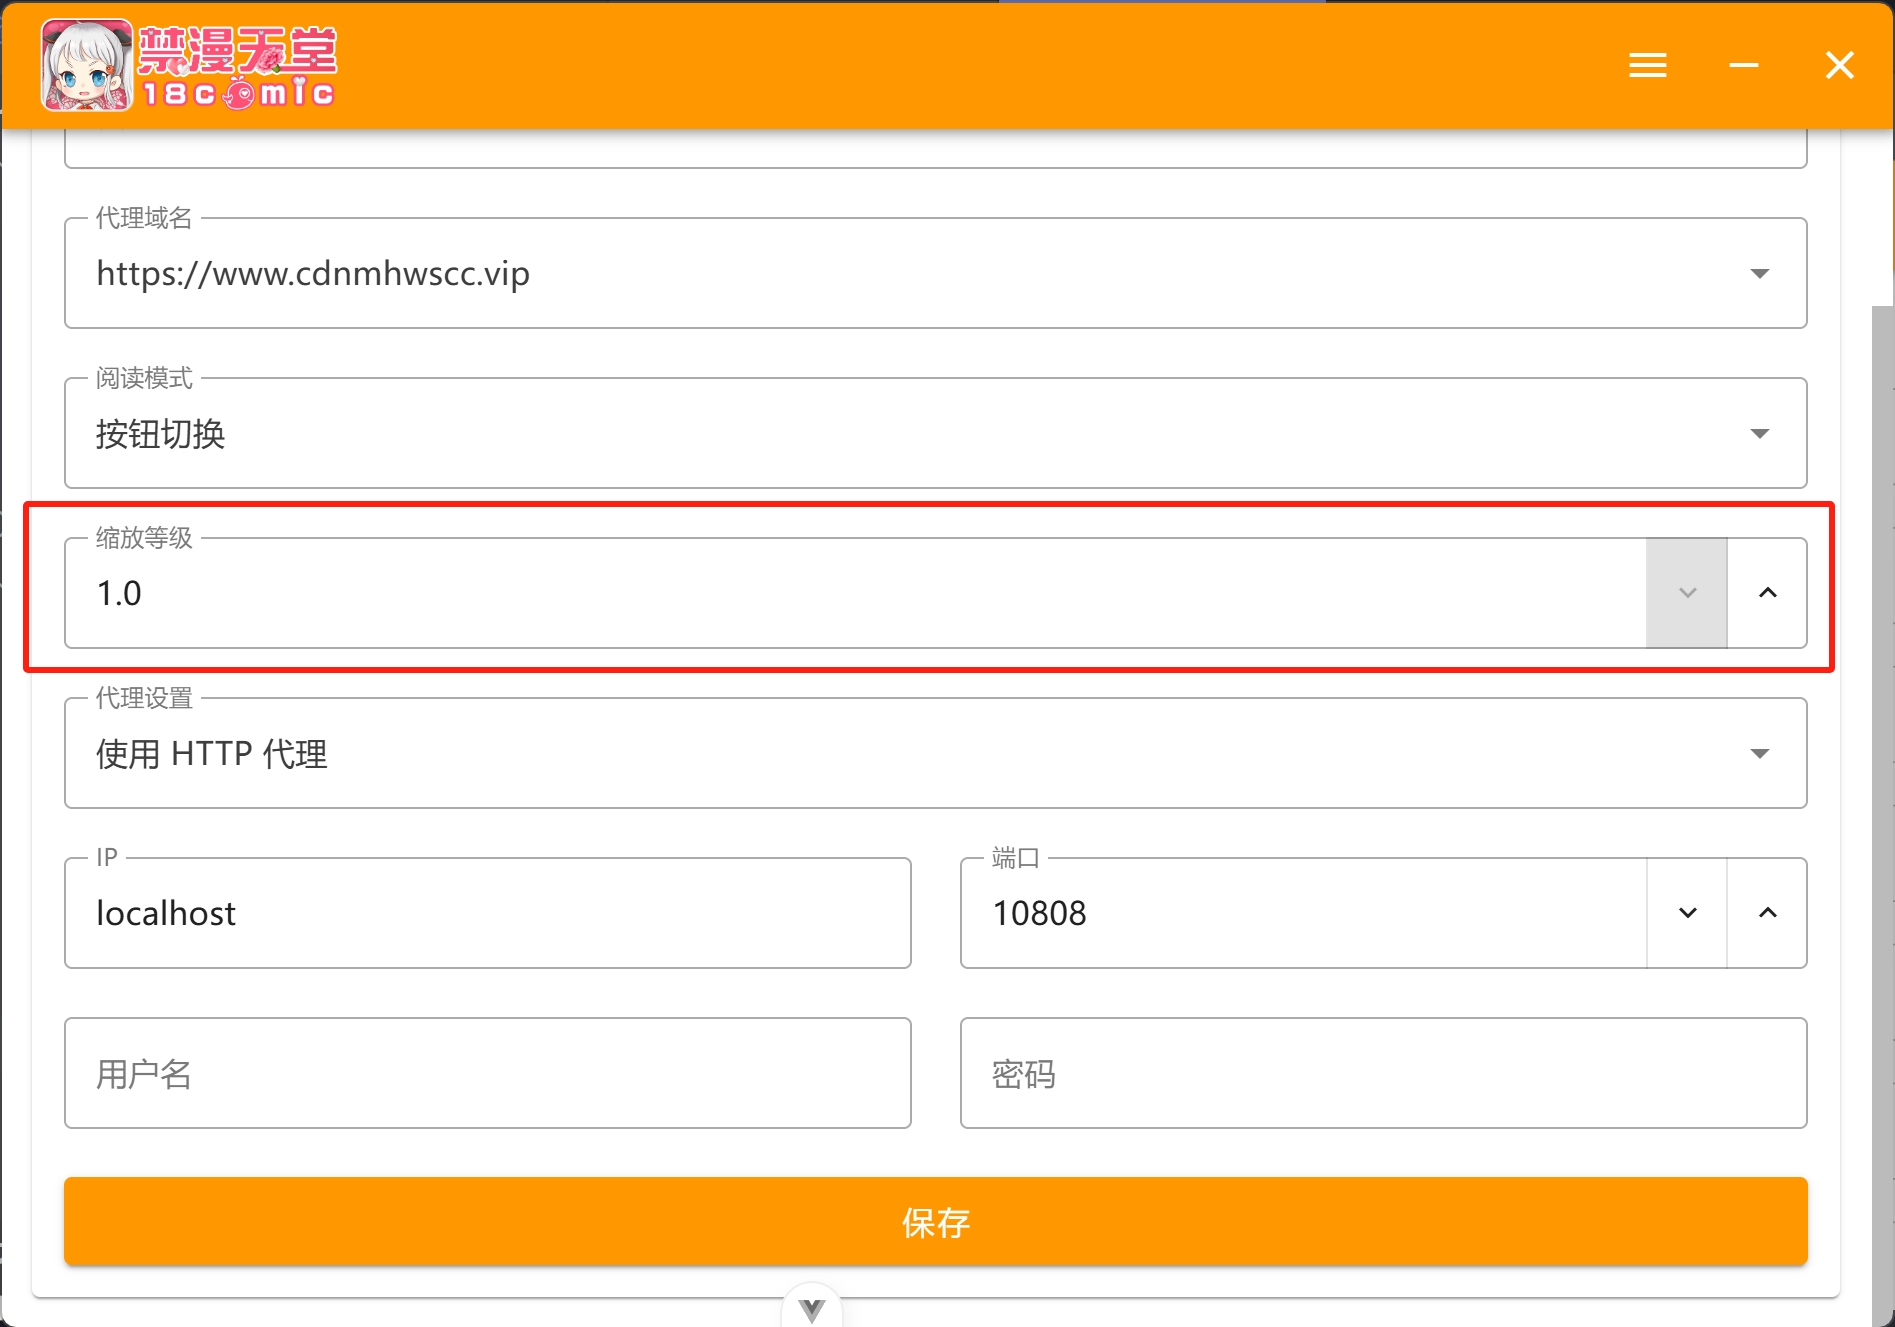 禁漫天堂
18comic
代理域名
https://www.cdnmhwscc.vip
阅读模式
按钮切换
缩放等级
1.0
代理设置
使用 HTTP 代理
IP
localhost
端口
10808
用户名
密码
保存